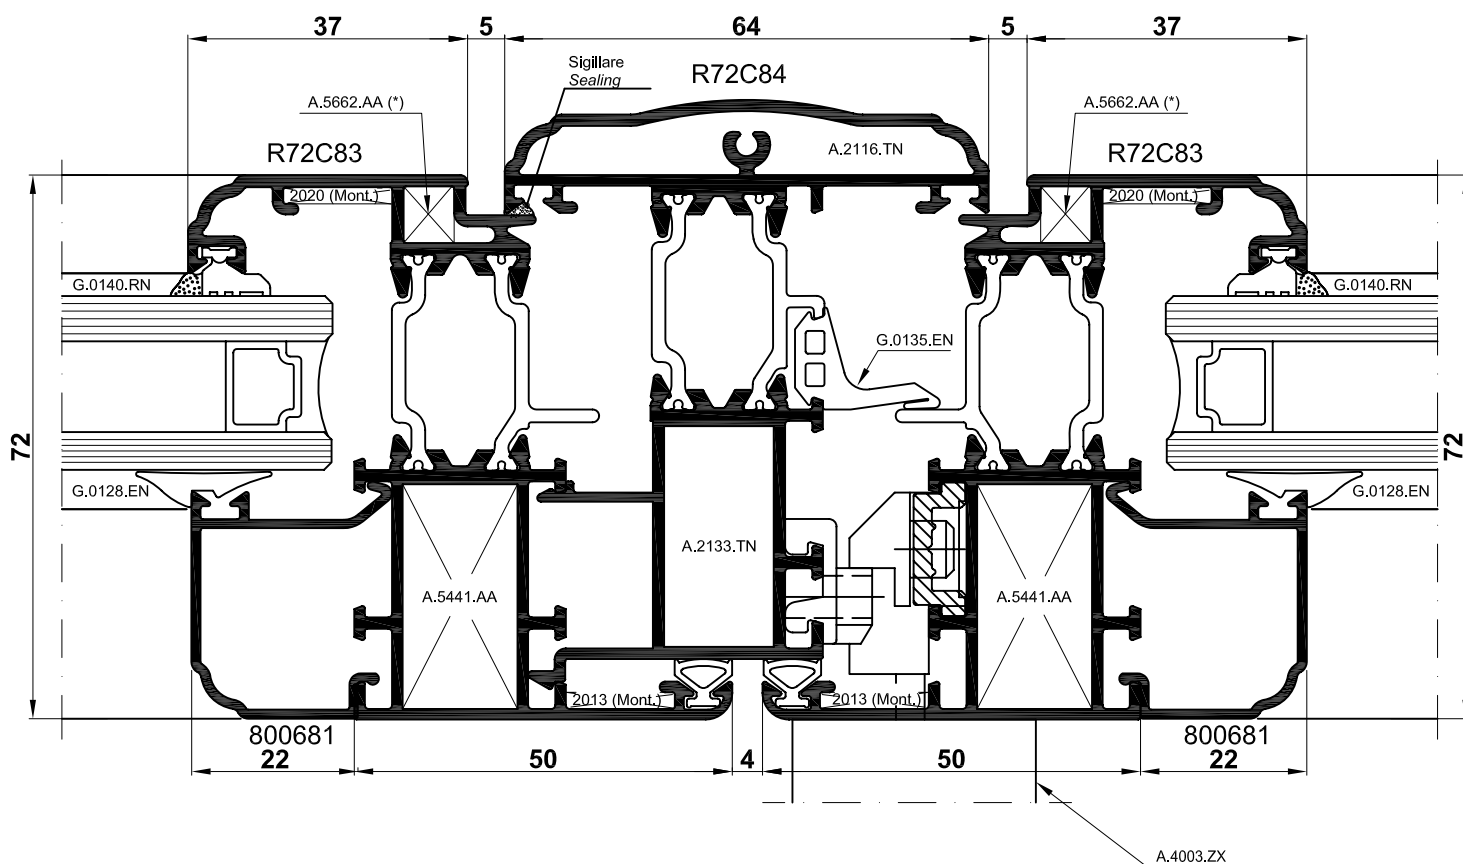 37
5
64
5
37
Sigillare
Sealing
R72C84
A.5662.AA (*)
A.5662.AA (*)
R72C83
A.2116.TN
R72C83
2020 (Mont.)
2020 (Mont.)
G.0140.RN
G.0140.RN
G.0135.EN
72
72
G.0128.EN
G.0128.EN
A.2133.TN
A.5441.AA
A.5441.AA
2013 (Mont.)
2013 (Mont.)
800681
800681
22
50
4
50
22
A.4003.ZX